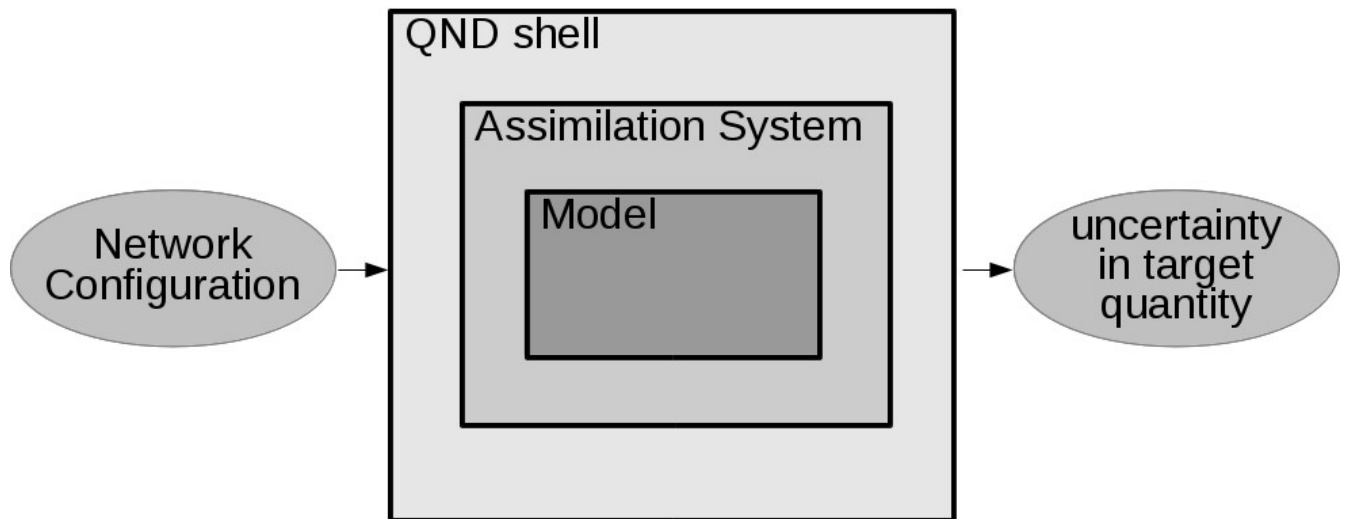 QND shell
Assimilation System
Model
Network
Configuration
uncertainty
in target
quantity